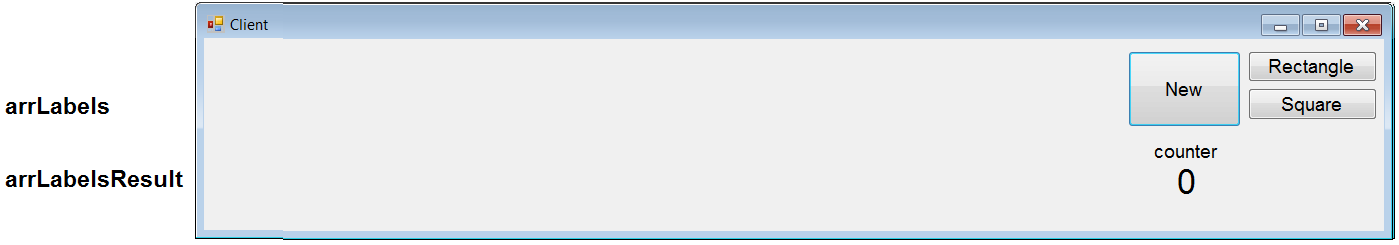 Client
New
Rectangle
Square
arrLabels
counter
0
arrLabelsResult